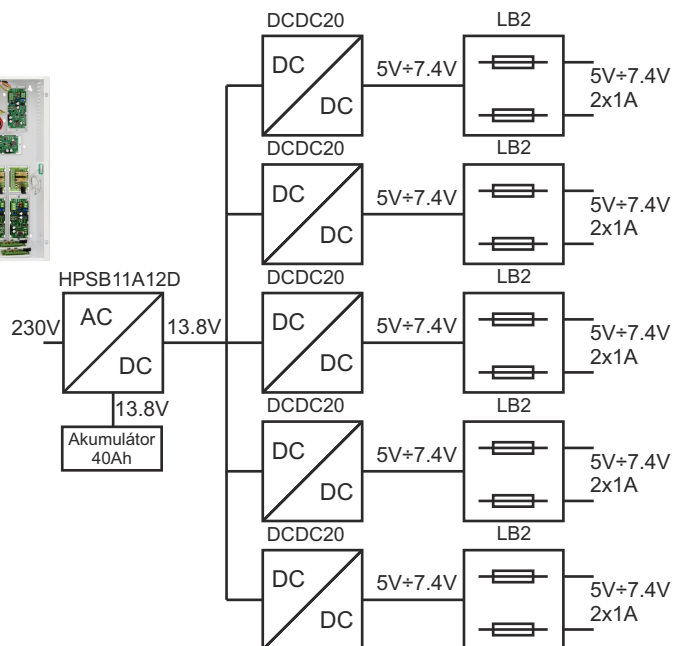 DCDC20
LB2
DC
DC
5V÷7.4V
5V÷7.4V
2x1A
DCDC20
LB2
DC
DC
5V÷7.4V
5V÷7.4V
2x1A
HPSB11A12D
230V
AC
DC
13.8V
13.8V
Akumulátor
40Ah
DCDC20
LB2
DC
DC
5V÷7.4V
5V÷7.4V
2x1A
DCDC20
LB2
DC
DC
5V÷7.4V
5V÷7.4V
2x1A
DCDC20
LB2
DC
DC
5V÷7.4V
5V÷7.4V
2x1A